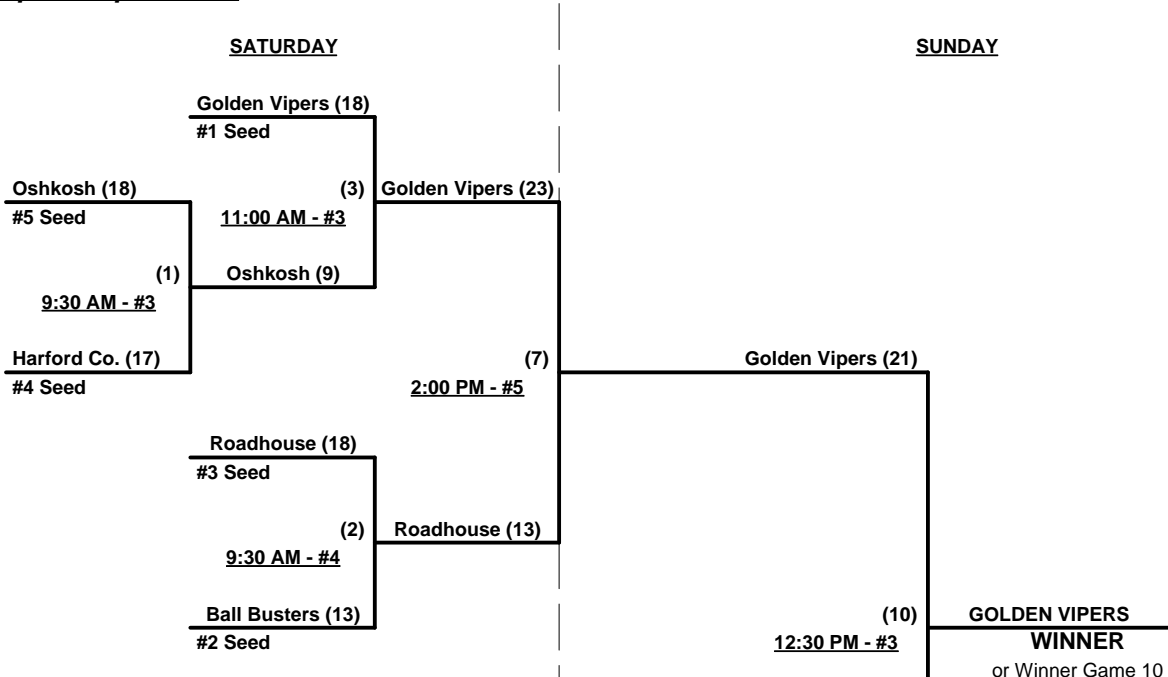 SATURDAY
SUNDAY
Golden Vipers (18)
#1 Seed
Oshkosh (18)
(3)
Golden Vipers (23)
#5 Seed
11:00 AM - #3
(1)
Oshkosh (9)
9:30 AM - #3
Harford Co. (17)
(7)
Golden Vipers (21)
#4 Seed
2:00 PM - #5
Roadhouse (18)
#3 Seed
(2)
Roadhouse (13)
9:30 AM - #4
Ball Busters (13)
(10)
GOLDEN VIPERS
#2 Seed
12:30 PM - #3
WINNER
or Winner Game 10